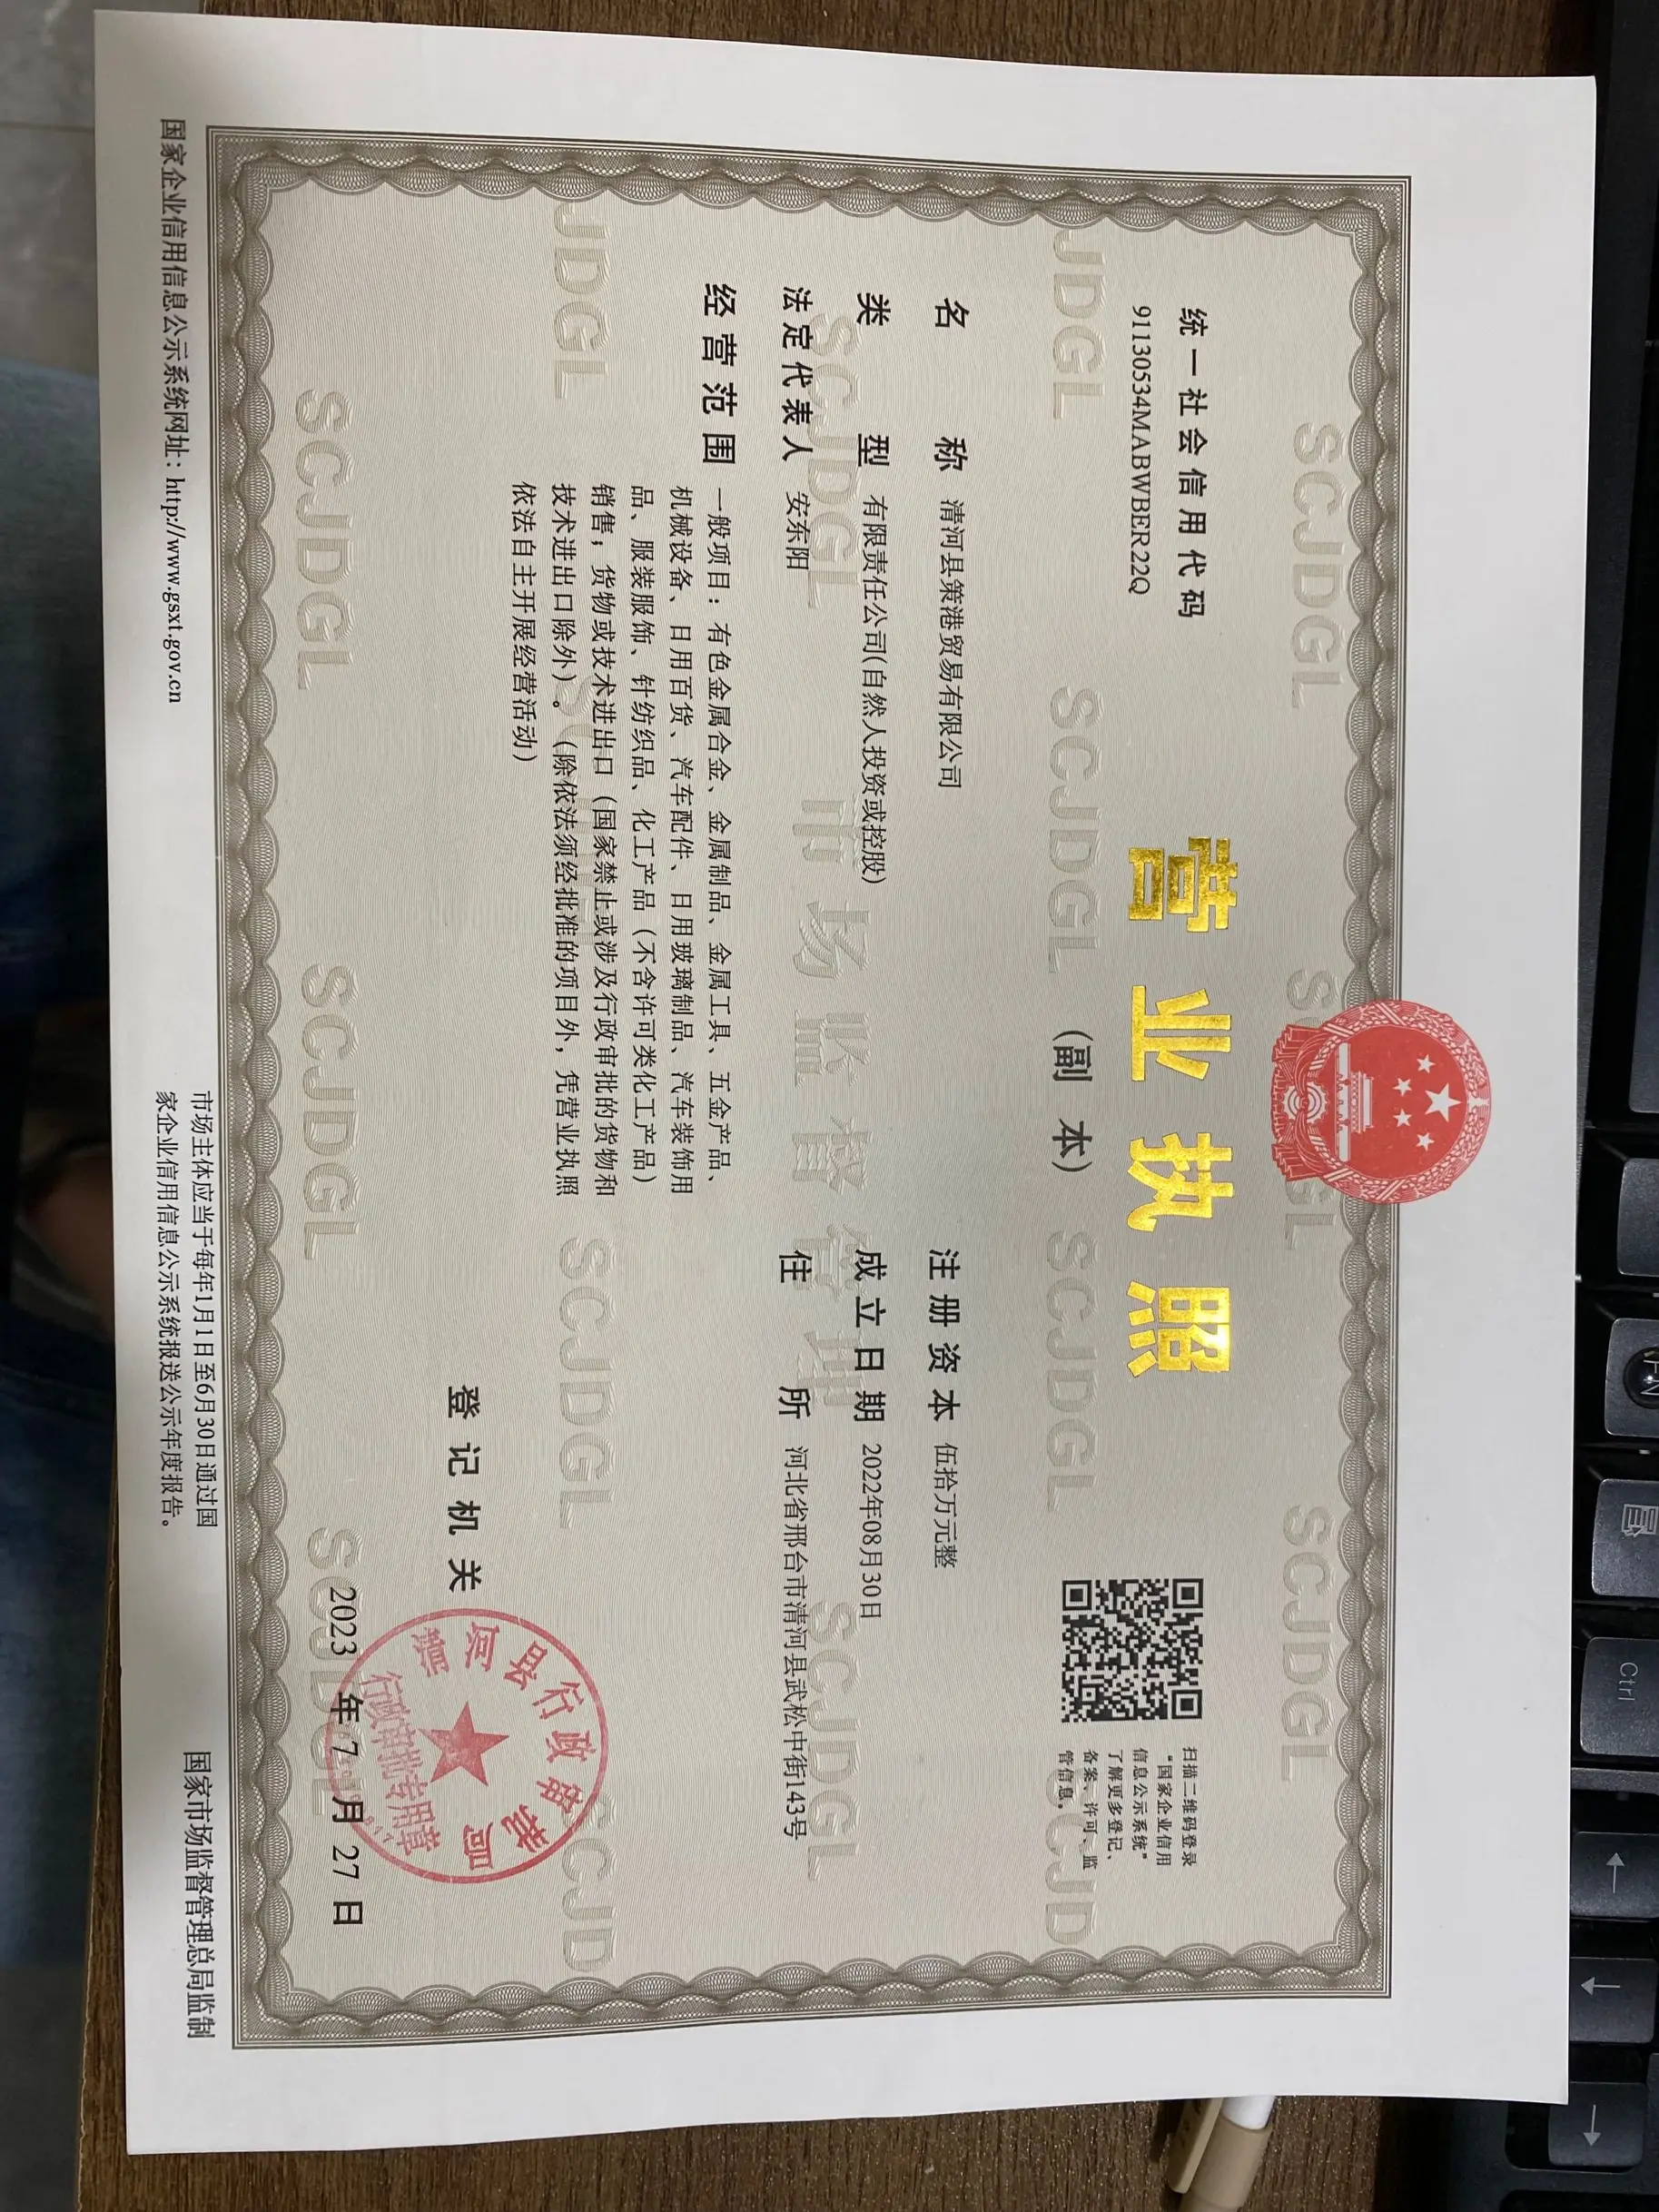 统一社会信用代码
91130534MABWBER22Q
营业执照
(副 本)
扫描二维码登录
“国家企业信用
信息公示系统”
了解更多登记、
备案、许可、监
管信息。
名称 清河县策港贸易有限公司
类型 有限责任公司(自然人投资或控股)
法定代表人 安东阳
经营范围 一般项目：有色金属合金、金属制品、金属工具、五金产品、
机械设备、日用百货、汽车配件、日用玻璃制品、汽车装饰用
品、服装服饰、针纺织品、化工产品（不含许可类化工产品）
销售；货物或技术进出口（国家禁止或涉及行政审批的货物和
技术进出口除外）。（除依法须经批准的项目外，凭营业执照
依法自主开展经营活动）
注册资本 伍拾万元整
成立日期 2022年08月30日
住所 河北省邢台市清河县武松中街143号
登记机关
清河县行政审批局
行政审批专用章
2023 年 7 月 27 日
国家企业信用信息公示系统网址：http://www.gsxt.gov.cn
市场主体应当于每年1月1日至6月30日通过国
家企业信用信息公示系统报送公示年度报告。
国家市场监督管理总局监制
市场监督管理
SCJDGL
Ctrl